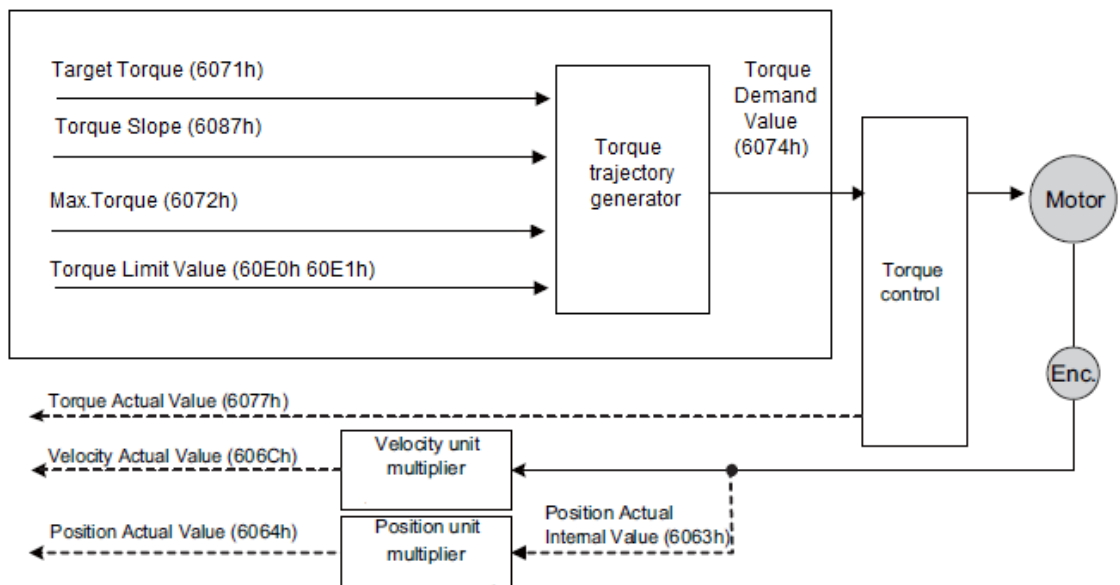 Target Torque (6071h)
Torque Slope (6087h)
Max.Torque (6072h)
Torque Limit Value (60E0h 60E1h)
Torque
trajectory
generator
Torque
Demand
Value
(6074h)
Torque
control
Motor
Enc.
Torque Actual Value (6077h)
Velocity Actual Value (606Ch)
Velocity unit
multiplier
Position Actual Value (6064h)
Position unit
multiplier
Position Actual
Internal Value (6063h)